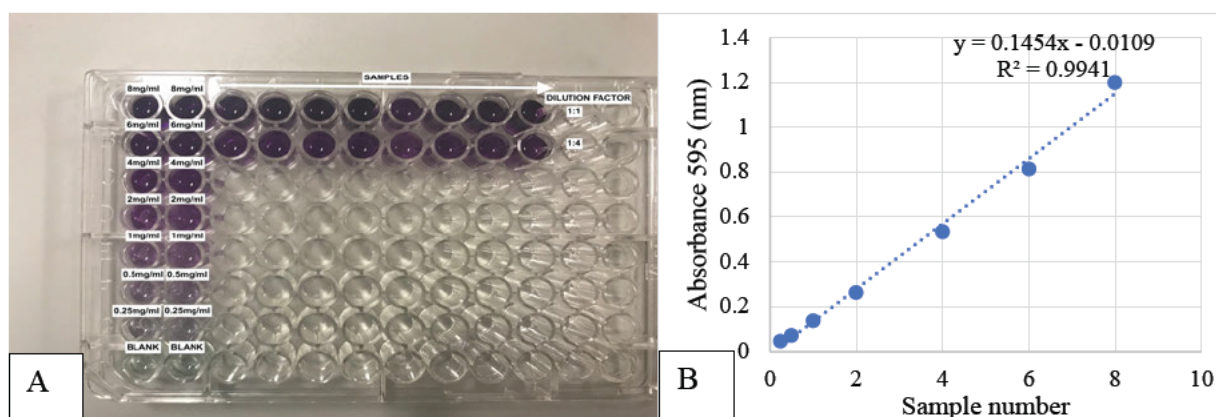 SAMPLES
8mg/ml 8mg/ml
DILUTION FACTOR
1:1
6mg/ml 6mg/ml
1:4
4mg/ml 4mg/ml
2mg/ml 2mg/ml
1mg/ml 1mg/ml
0.5mg/ml 0.5mg/ml
0.25mg/ml 0.25mg/ml
BLANK BLANK
A
y = 0.1454x - 0.0109
R² = 0.9941
Absorbance 595 (nm)
1.4
1.2
1
0.8
0.6
0.4
0.2
0
0 2 4 6 8 10
Sample number
B